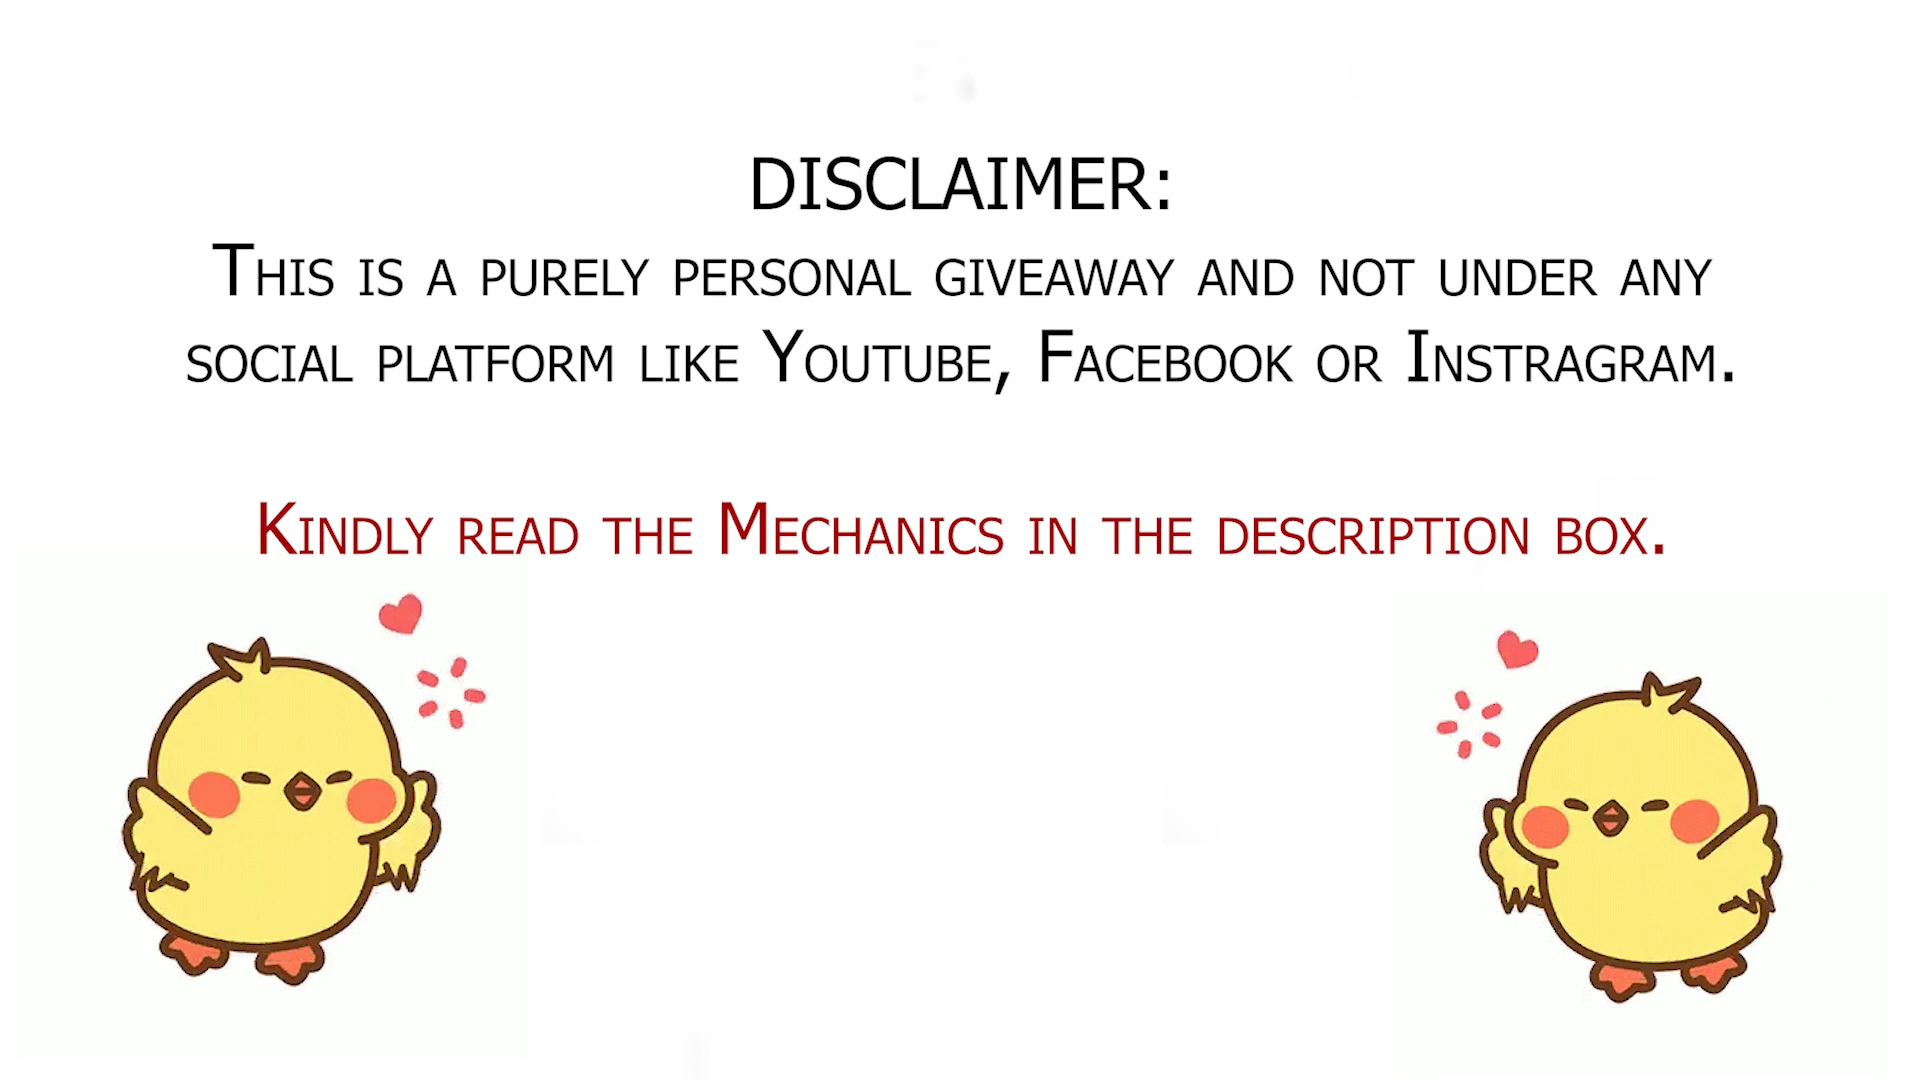 DISCLAIMER:
This is a purely personal giveaway and not under any
social platform like Youtube, Facebook or Instragram.
Kindly read the Mechanics in the description box.